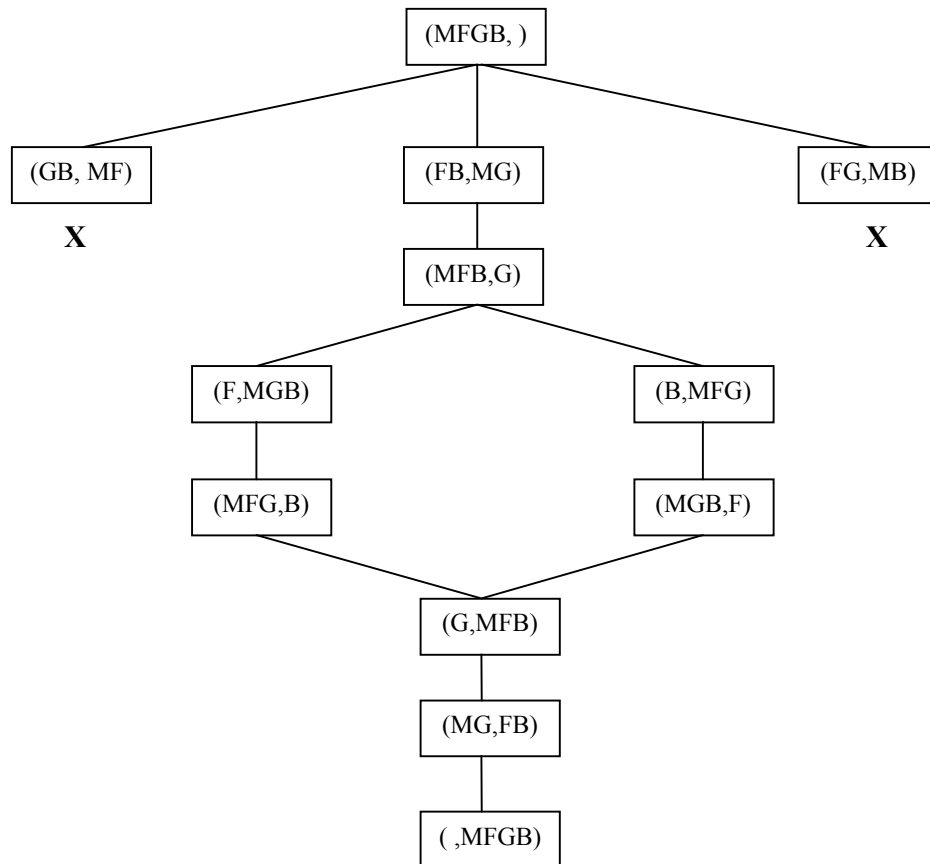 (MFGB, )
(GB, MF)
(FB,MG)
(FG,MB)
X
X
(MFB,G)
(F,MGB)
(B,MFG)
(MFG,B)
(MGB,F)
(G,MFB)
(MG,FB)
( ,MFGB)